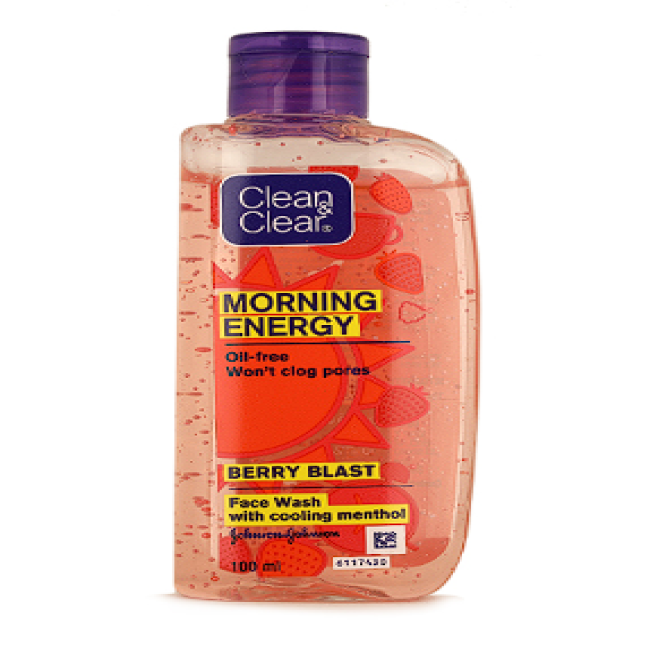 Clean &
Clear®
MORNING
ENERGY
Oil-free
Won't clog pores
BERRY BLAST
Face Wash
with cooling menthol
Johnson & Johnson
100 ml